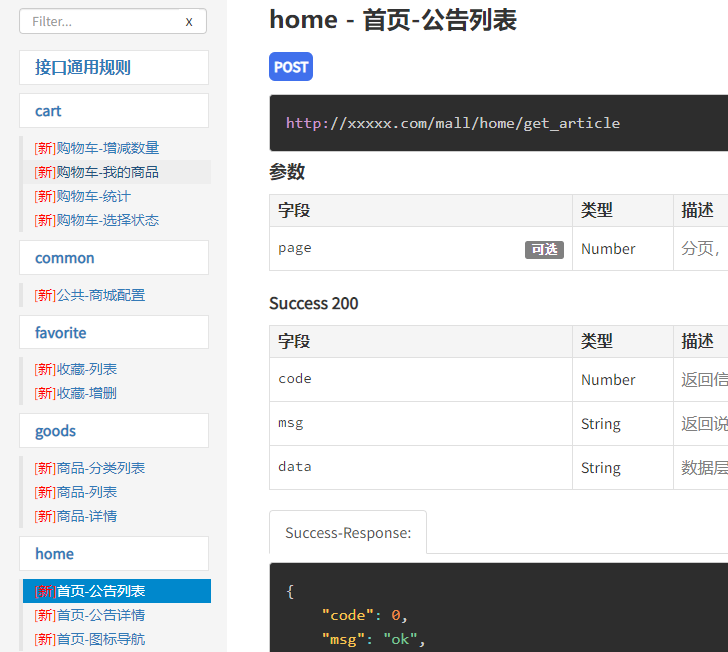 Filter...
x
接口通用规则
cart
[新]购物车-增减数量
[新]购物车-我的商品
[新]购物车-统计
[新]购物车-选择状态
common
[新]公共-商城配置
favorite
[新]收藏-列表
[新]收藏-增删
goods
[新]商品-分类列表
[新]商品-列表
[新]商品-详情
home
[新]首页-公告列表
[新]首页-公告详情
[新]首页-图标导航
home - 首页-公告列表
POST
http://xxxxx.com/mall/home/get_article
参数
字段 类型 描述
page 可选 Number 分页，
Success 200
字段 类型 描述
code Number 返回信
msg String 返回说
data String 数据层
Success-Response:
{
"code": 0,
"msg": "ok",